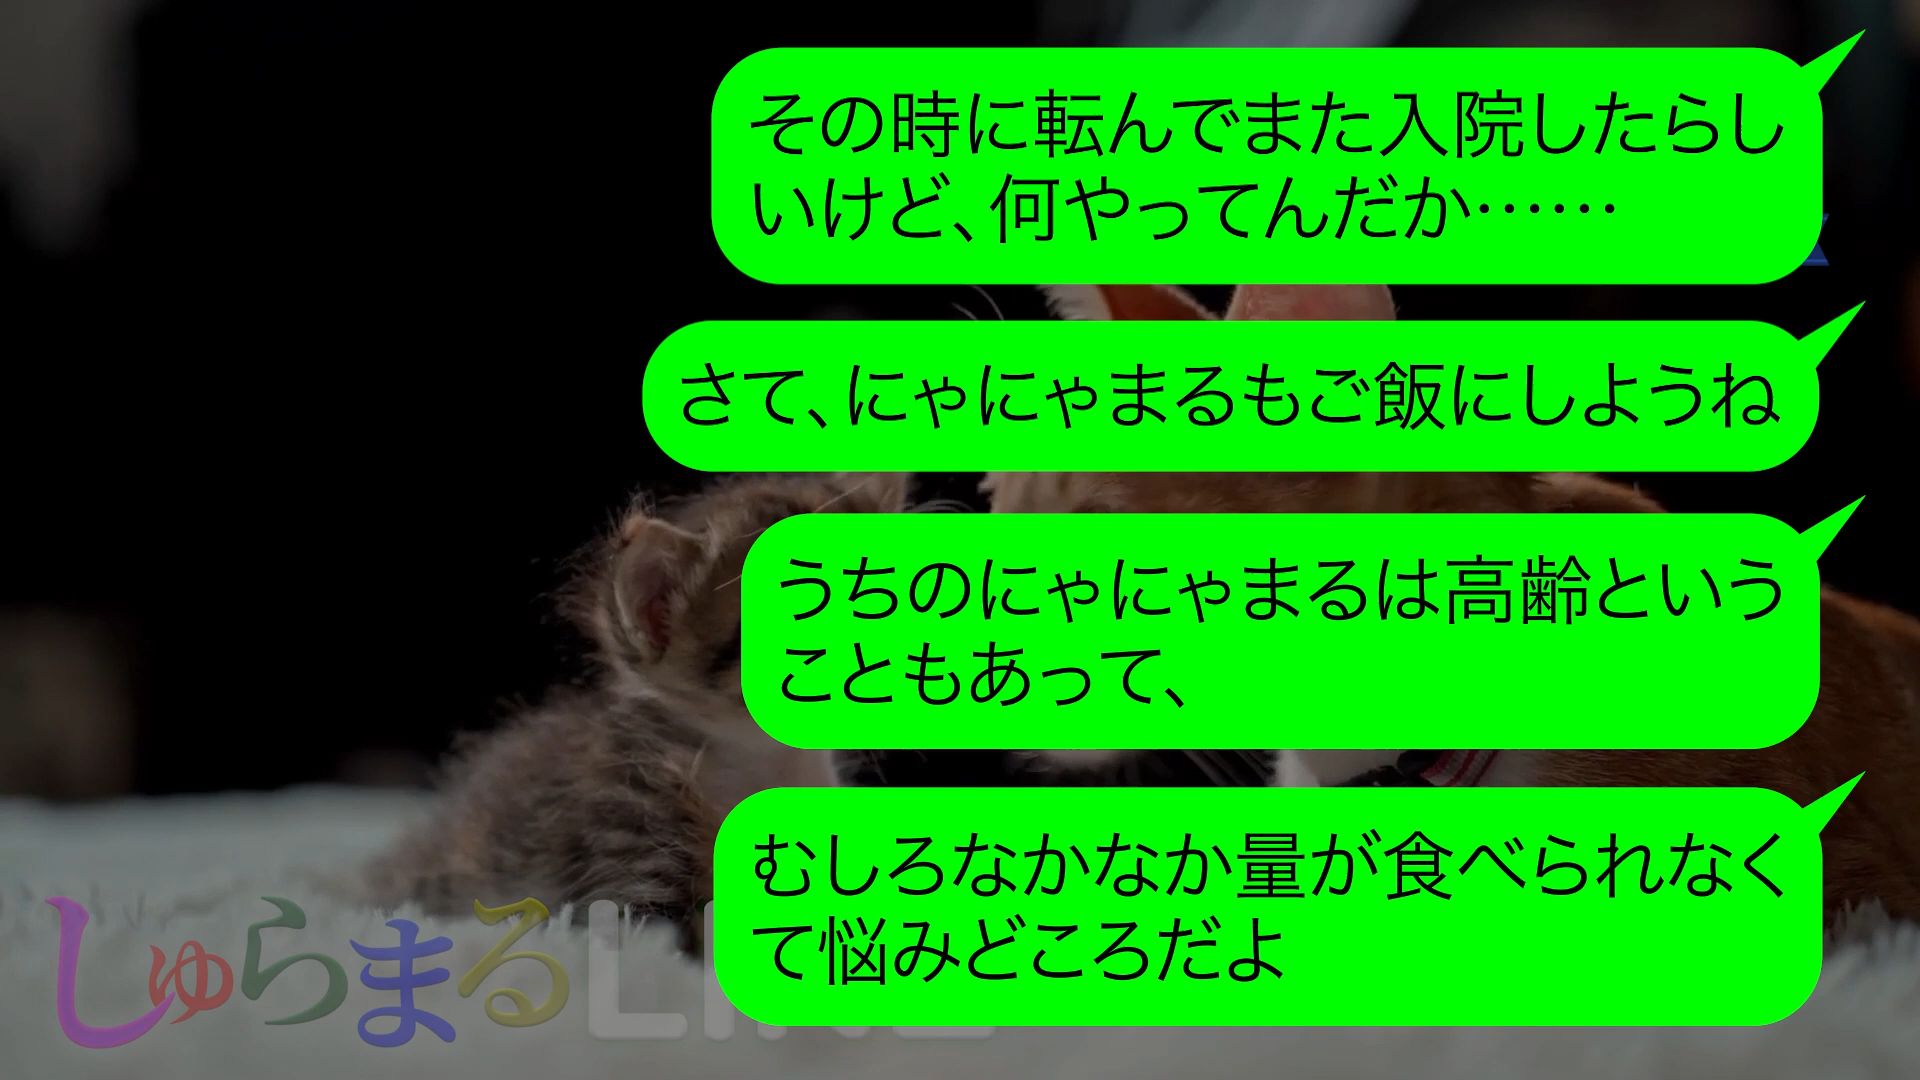 その時に転んでまた入院したらし
いけど、何やってんだか……
さて、にゃにゃまるもご飯にしようね
うちのにゃにゃまるは高齢という
こともあって、
むしろなかなか量が食べられなく
て悩みどころだよ
しゅらまるLINE